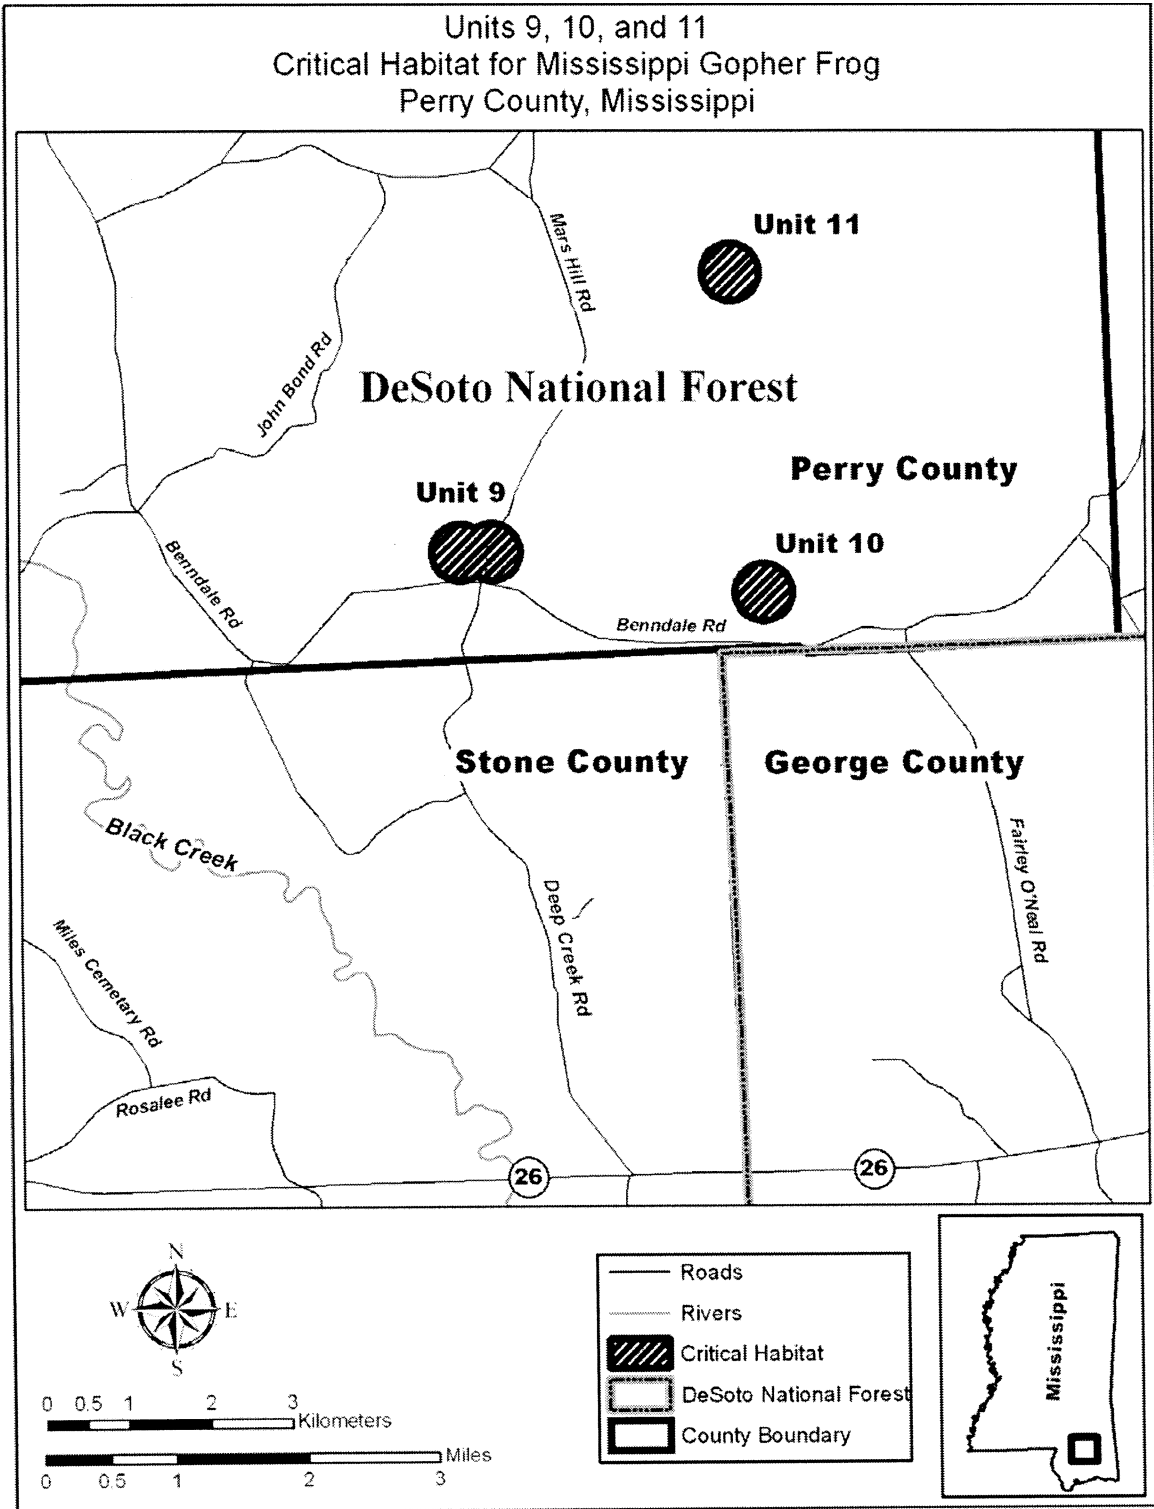 Units 9, 10, and 11
Critical Habitat for Mississippi Gopher Frog
Perry County, Mississippi
Unit 11
Mars Hill Rd
John Bond Rd
DeSoto National Forest
Perry County
Unit 9
Unit 10
Benndale Rd
Benndale Rd
Stone County
George County
Black Creek
Fairley O'Neal Rd
Deep Creek Rd
Miles Cemetary Rd
Rosalee Rd
26
26
N
W
E
S
0 0.5 1 2 3
Kilometers
Miles
0 0.5 1 2 3
Roads
Rivers
Critical Habitat
DeSoto National Forest
County Boundary
Mississippi